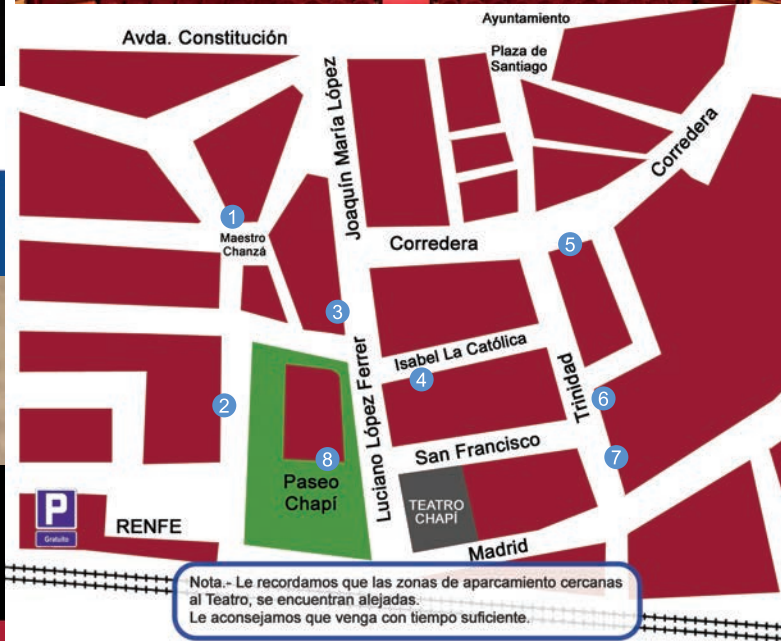 Ayuntamiento
Avda. Constitución
Plaza de
Santiago
Joaquín María López
Corredera
1
Maestro
Chanzá
Corredera
5
3
Isabel La Católica
4
Luciano López Ferrer
Trinidad
2
6
San Francisco
7
8
Paseo
Chapí
TEATRO
CHAPÍ
P
Gratuito
RENFE
Madrid
Nota.- Le recordamos que las zonas de aparcamiento cercanas
al Teatro, se encuentran alejadas.
Le aconsejamos que venga con tiempo suficiente.